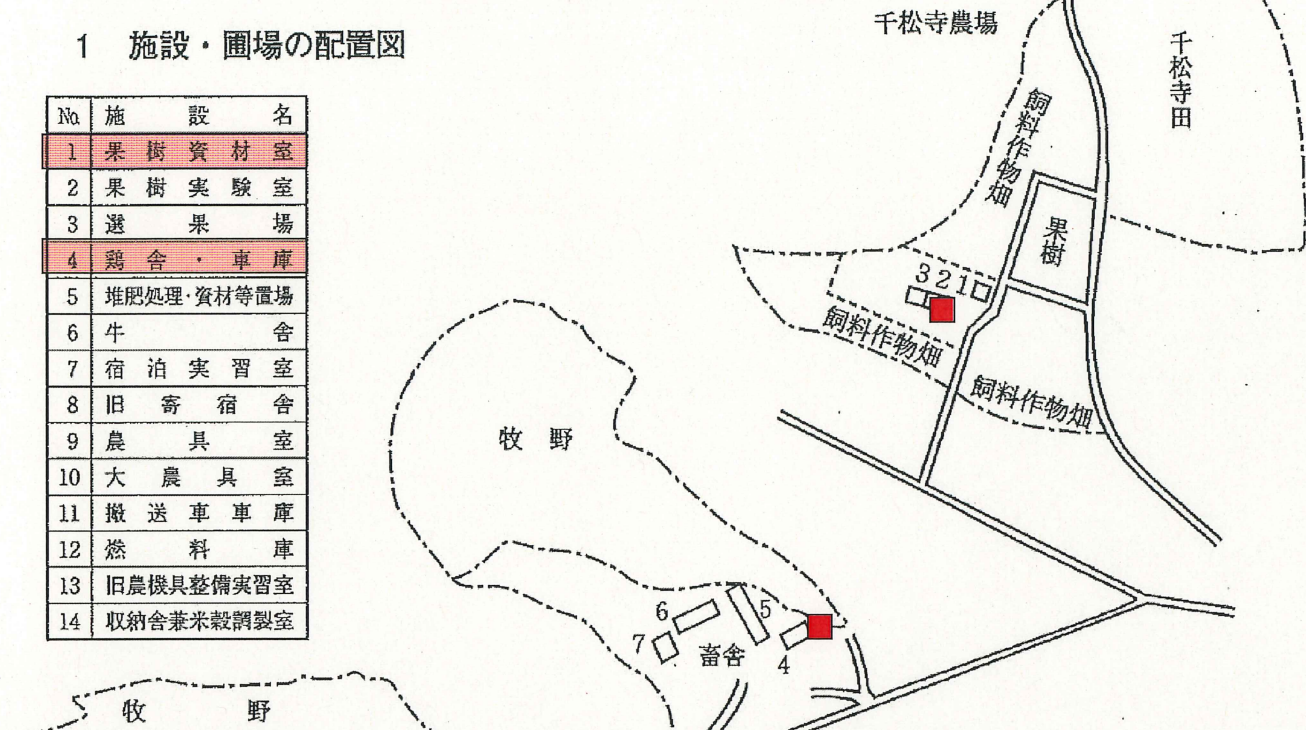 1 施設・圃場の配置図
No. 施設名
1 果樹資材室
2 果樹実験室
3 選果場
4 鶏舎・車庫
5 堆肥処理・資材等置場
6 牛舎
7 宿泊実習室
8 旧寄宿舎
9 農具室
10 大農具室
11 搬送車車庫
12 燃料庫
13 旧農機具整備実習室
14 収納舎兼米穀調製室
千松寺農場
千松寺田
飼料作物畑
果樹
3 2 1
飼料作物畑
飼料作物畑
牧野
6
5
7
畜舎
4
牧野